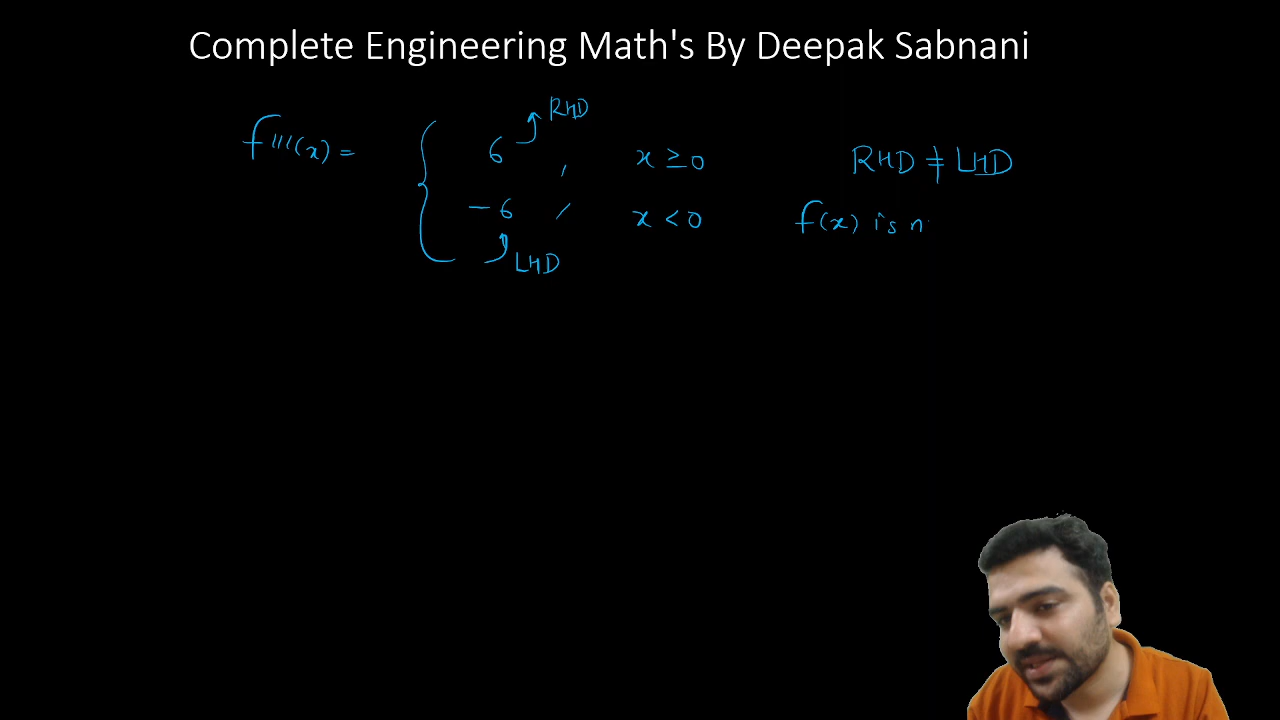 Complete Engineering Math's By Deepak Sabnani
RHD
f'''(x) = { 6 , x ≥ 0 RHD ≠ LHD
-6 , x < 0 f(x) is n
LHD